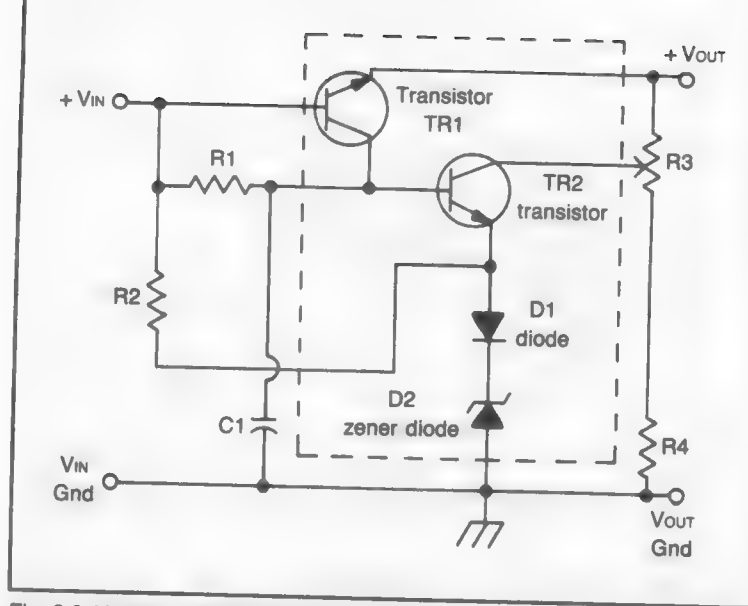 + VOUT
+ VIN
Transistor
TR1
R1
R3
TR2
transistor
R2
D1
diode
D2
zener diode
C1
R4
VIN
Gnd
VOUT
Gnd